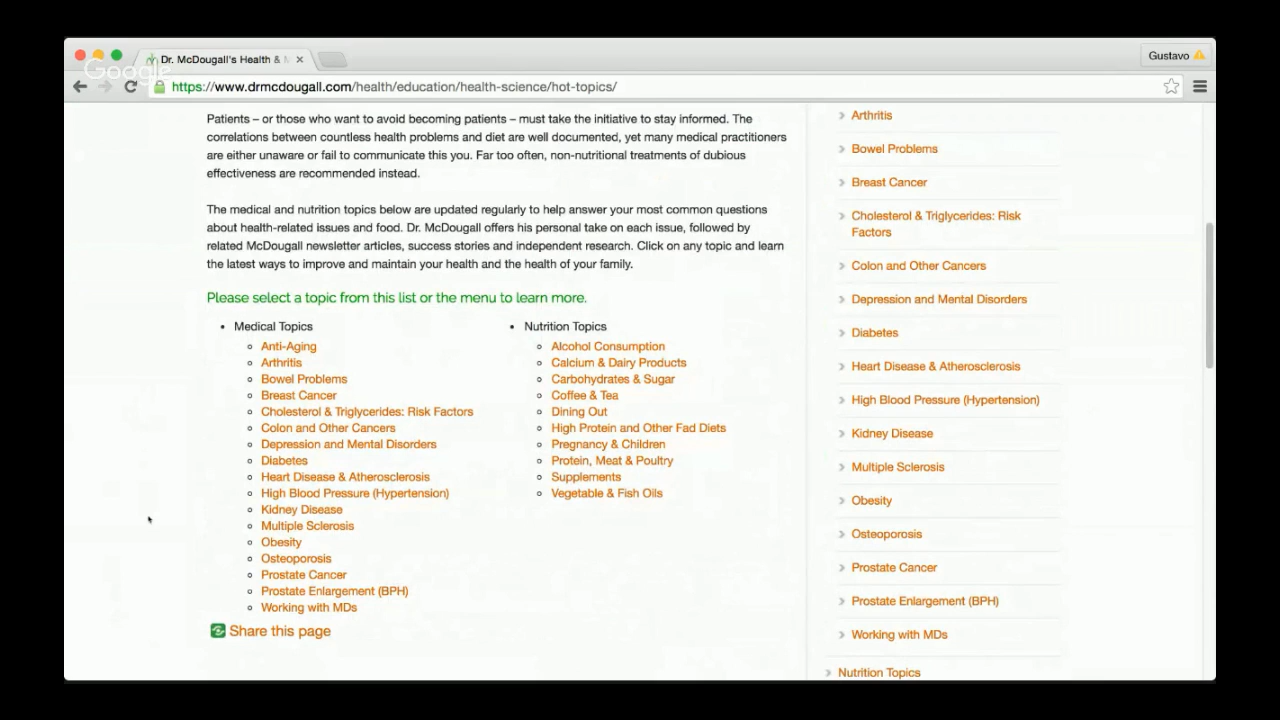 Dr. McDougall's Health &
Gustavo
Google
https://www.drmcdougall.com/health/education/health-science/hot-topics/
Patients – or those who want to avoid becoming patients – must take the initiative to stay informed. The
correlations between countless health problems and diet are well documented, yet many medical practitioners
are either unaware or fail to communicate this you. Far too often, non-nutritional treatments of dubious
effectiveness are recommended instead.
The medical and nutrition topics below are updated regularly to help answer your most common questions
about health-related issues and food. Dr. McDougall offers his personal take on each issue, followed by
related McDougall newsletter articles, success stories and independent research. Click on any topic and learn
the latest ways to improve and maintain your health and the health of your family.
Please select a topic from this list or the menu to learn more.
Medical Topics
Anti-Aging
Arthritis
Bowel Problems
Breast Cancer
Cholesterol & Triglycerides: Risk Factors
Colon and Other Cancers
Depression and Mental Disorders
Diabetes
Heart Disease & Atherosclerosis
High Blood Pressure (Hypertension)
Kidney Disease
Multiple Sclerosis
Obesity
Osteoporosis
Prostate Cancer
Prostate Enlargement (BPH)
Working with MDs
Nutrition Topics
Alcohol Consumption
Calcium & Dairy Products
Carbohydrates & Sugar
Coffee & Tea
Dining Out
High Protein and Other Fad Diets
Pregnancy & Children
Protein, Meat & Poultry
Supplements
Vegetable & Fish Oils
Share this page
Arthritis
Bowel Problems
Breast Cancer
Cholesterol & Triglycerides: Risk
Factors
Colon and Other Cancers
Depression and Mental Disorders
Diabetes
Heart Disease & Atherosclerosis
High Blood Pressure (Hypertension)
Kidney Disease
Multiple Sclerosis
Obesity
Osteoporosis
Prostate Cancer
Prostate Enlargement (BPH)
Working with MDs
Nutrition Topics